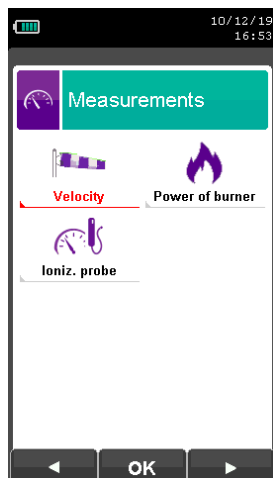 10/12/19
16:53
Measurements
Velocity
Power of burner
Ioniz. probe
OK